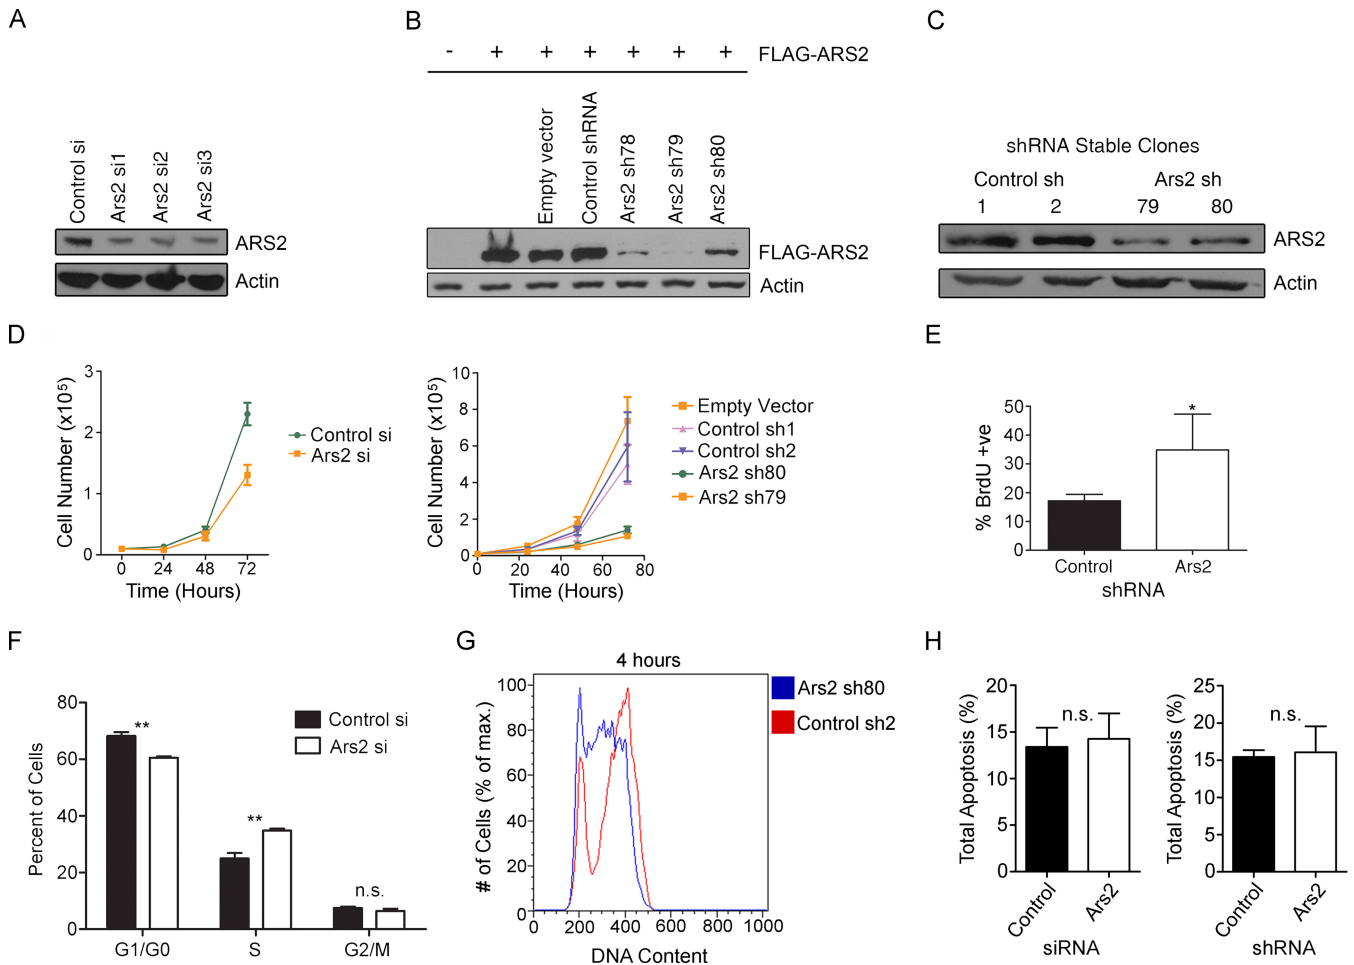 A
Control si
Ars2 si1
Ars2 si2
Ars2 si3
ARS2
Actin
B
- + + + + + + FLAG-ARS2
Empty vector
Control shRNA
Ars2 sh78
Ars2 sh79
Ars2 sh80
FLAG-ARS2
Actin
C
shRNA Stable Clones
Control sh Ars2 sh
1 2 79 80
ARS2
Actin
D
Cell Number (x10⁵)
3
2
1
0
0 24 48 72
Time (Hours)
Control si
Ars2 si
Cell Number (x10⁵)
10
8
6
4
2
0
0 20 40 60 80
Time (Hours)
Empty Vector
Control sh1
Control sh2
Ars2 sh80
Ars2 sh79
E
% BrdU +ve
50
40
30
20
10
0
*
Control Ars2
shRNA
F
Percent of Cells
80
60
40
20
0
**
**
n.s.
Control si
Ars2 si
G1/G0 S G2/M
G
4 hours
# of Cells (% of max.)
100
80
60
40
20
0
0 200 400 600 800 1000
DNA Content
Ars2 sh80
Control sh2
H
Total Apoptosis (%)
20
15
10
5
0
n.s.
Control
Ars2
siRNA
Total Apoptosis (%)
25
20
15
10
5
0
n.s.
Control
Ars2
shRNA